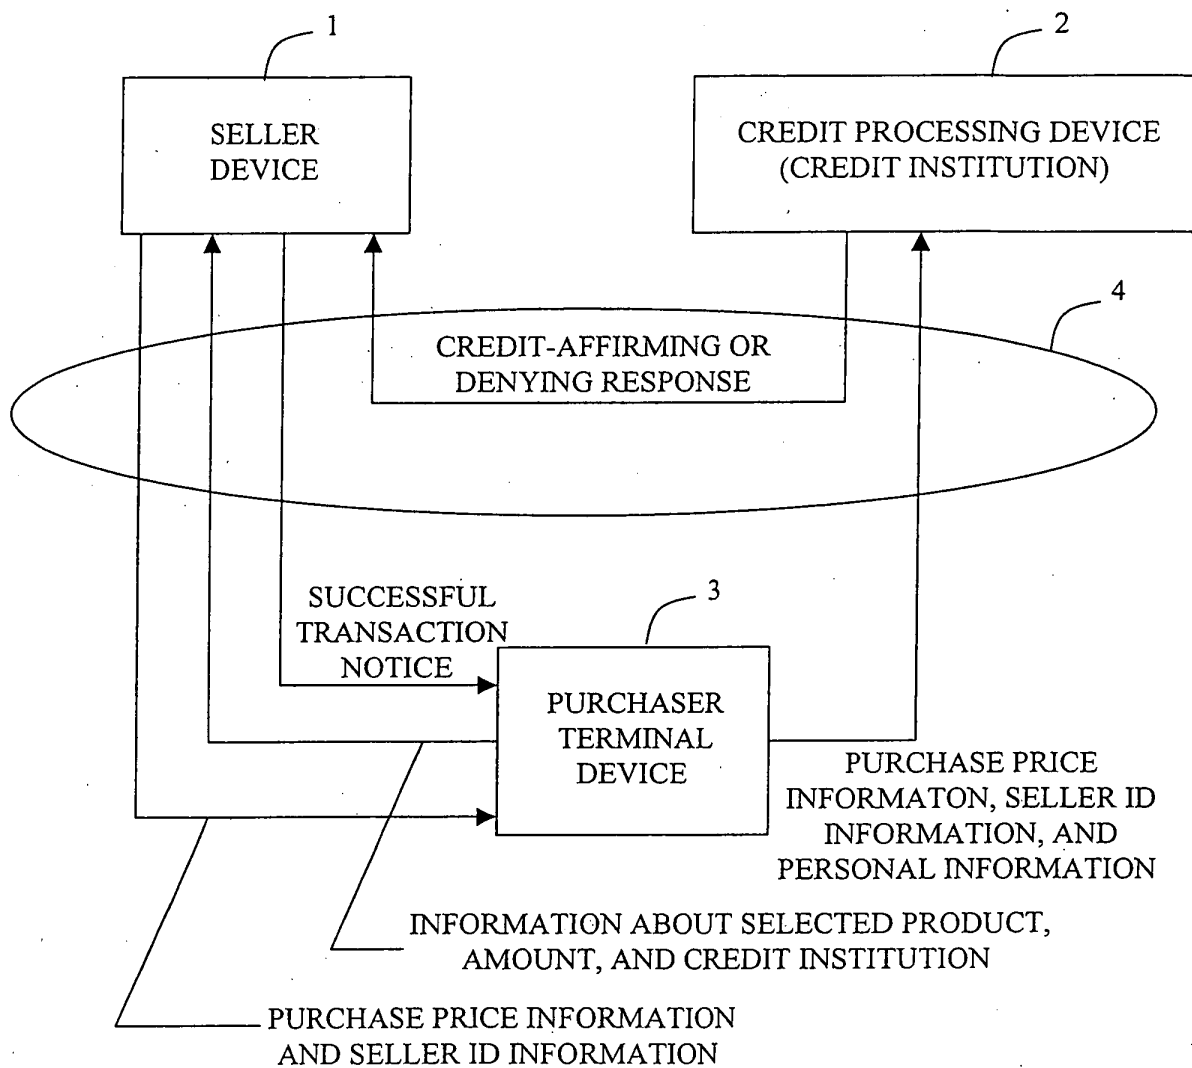 1
2
SELLER
DEVICE
CREDIT PROCESSING DEVICE
(CREDIT INSTITUTION)
4
CREDIT-AFFIRMING OR
DENYING RESPONSE
SUCCESSFUL
TRANSACTION
NOTICE
3
PURCHASER
TERMINAL
DEVICE
PURCHASE PRICE
INFORMATON, SELLER ID
INFORMATION, AND
PERSONAL INFORMATION
INFORMATION ABOUT SELECTED PRODUCT,
AMOUNT, AND CREDIT INSTITUTION
PURCHASE PRICE INFORMATION
AND SELLER ID INFORMATION